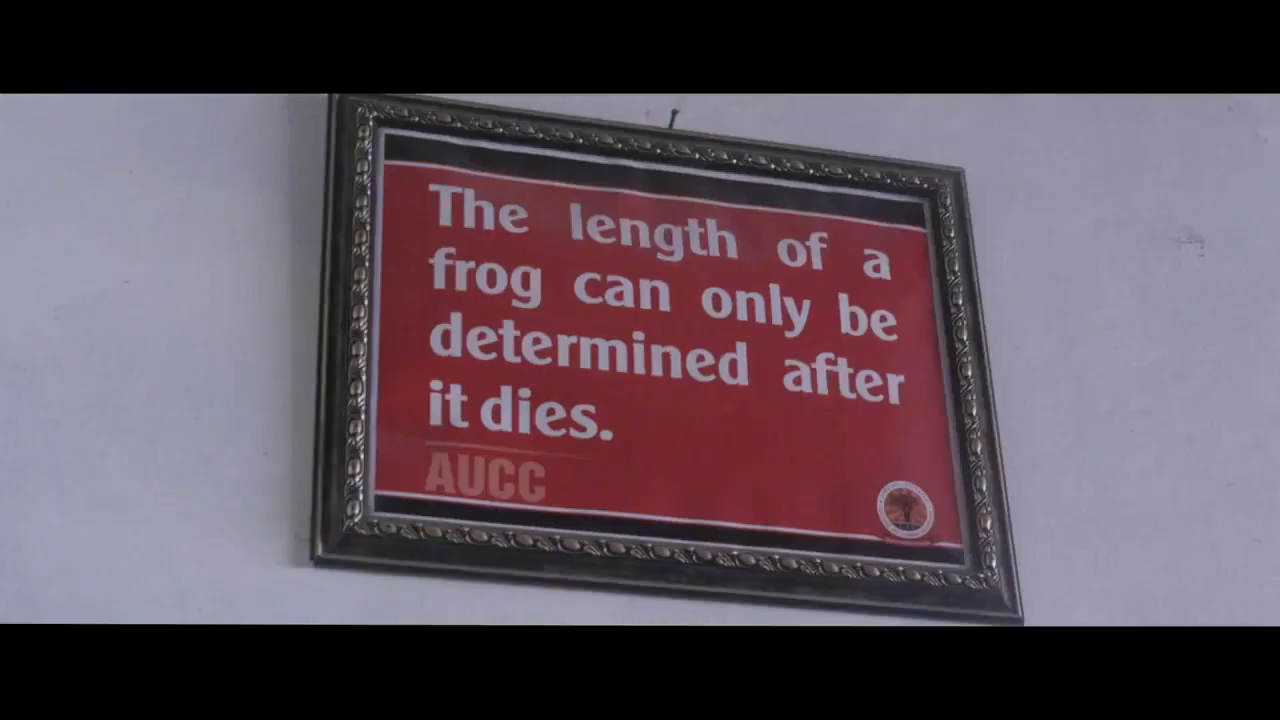 The length of a
frog can only be
determined after
it dies.
AUCC